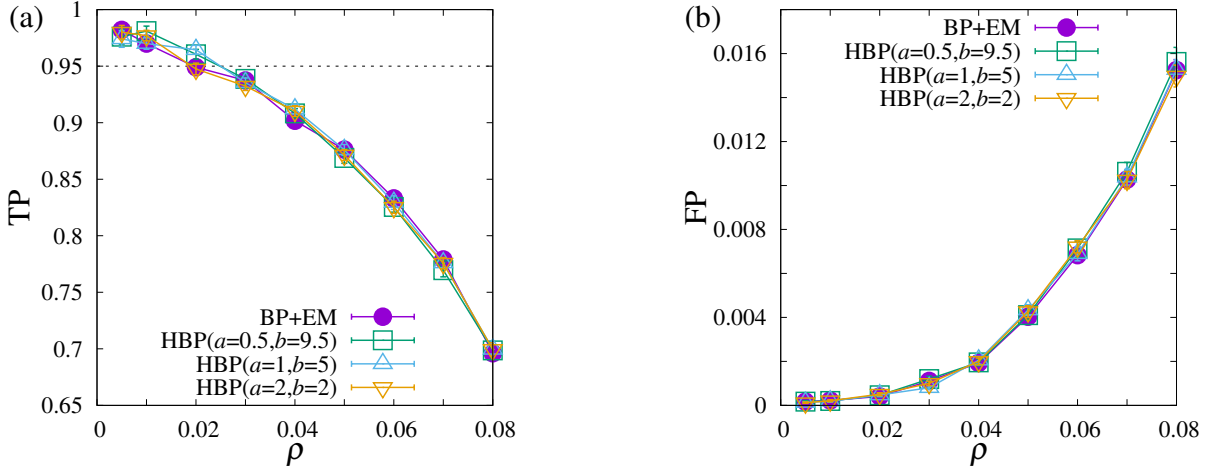 (a)
TP
1
0.95
0.9
0.85
0.8
0.75
0.7
0.65
BP+EM
HBP(a=0.5,b=9.5)
HBP(a=1,b=5)
HBP(a=2,b=2)
0 0.02 0.04 0.06 0.08
ρ
(b)
FP
0.016
0.012
0.008
0.004
0
BP+EM
HBP(a=0.5,b=9.5)
HBP(a=1,b=5)
HBP(a=2,b=2)
0 0.02 0.04 0.06 0.08
ρ